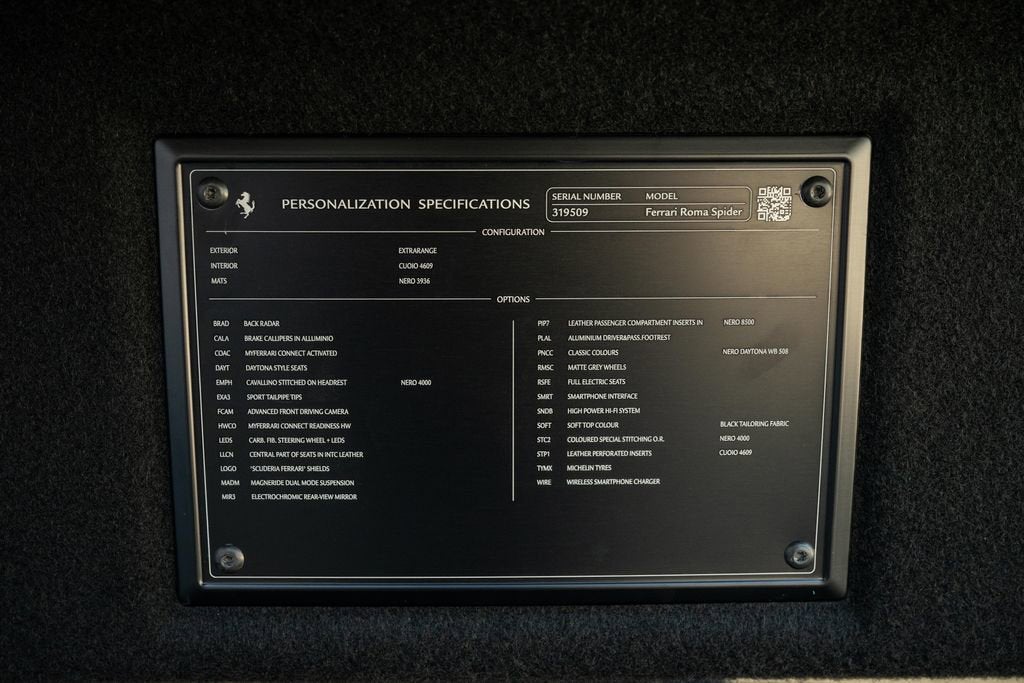 PERSONALIZATION SPECIFICATIONS
SERIAL NUMBER MODEL
319509 Ferrari Roma Spider
CONFIGURATION
EXTERIOR EXTRARANGE
INTERIOR CUOIO 4609
MATS NERO 3936
OPTIONS
BRAD BACK RADAR
CALA BRAKE CALLIPERS IN ALLUMINIO
COAC MYFERRARI CONNECT ACTIVATED
DAYT DAYTONA STYLE SEATS
EMPH CAVALLINO STITCHED ON HEADREST NERO 4000
EXA3 SPORT TAILPIPE TIPS
FCAM ADVANCED FRONT DRIVING CAMERA
HWCO MYFERRARI CONNECT READINESS HW
LEDS CARB. FIB. STEERING WHEEL + LEDS
LLCN CENTRAL PART OF SEATS IN INTC LEATHER
LOGO "SCUDERIA FERRARI" SHIELDS
MADM MAGNERIDE DUAL MODE SUSPENSION
MIR3 ELECTROCHROMIC REAR-VIEW MIRROR
PIP7 LEATHER PASSENGER COMPARTMENT INSERTS IN NERO 8500
PLAL ALUMINIUM DRIVER&PASS.FOOTREST
PNCC CLASSIC COLOURS NERO DAYTONA WB 508
RMSC MATTE GREY WHEELS
RSFE FULL ELECTRIC SEATS
SMRT SMARTPHONE INTERFACE
SNDB HIGH POWER HI-FI SYSTEM
SOFT SOFT TOP COLOUR BLACK TAILORING FABRIC
STC2 COLOURED SPECIAL STITCHING O.R. NERO 4000
STP1 LEATHER PERFORATED INSERTS CUOIO 4609
TYMX MICHELIN TYRES
WIRE WIRELESS SMARTPHONE CHARGER